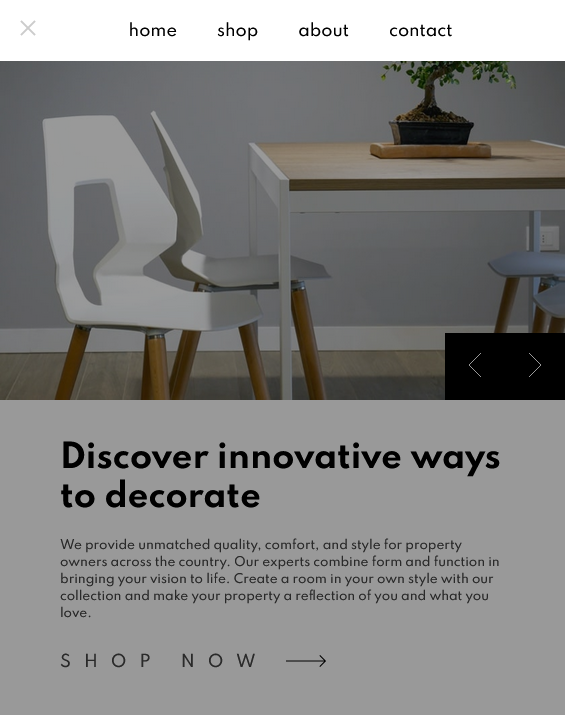 home shop about contact
Discover innovative ways
to decorate
We provide unmatched quality, comfort, and style for property
owners across the country. Our experts combine form and function in
bringing your vision to life. Create a room in your own style with our
collection and make your property a reflection of you and what you
love.
SHOP NOW